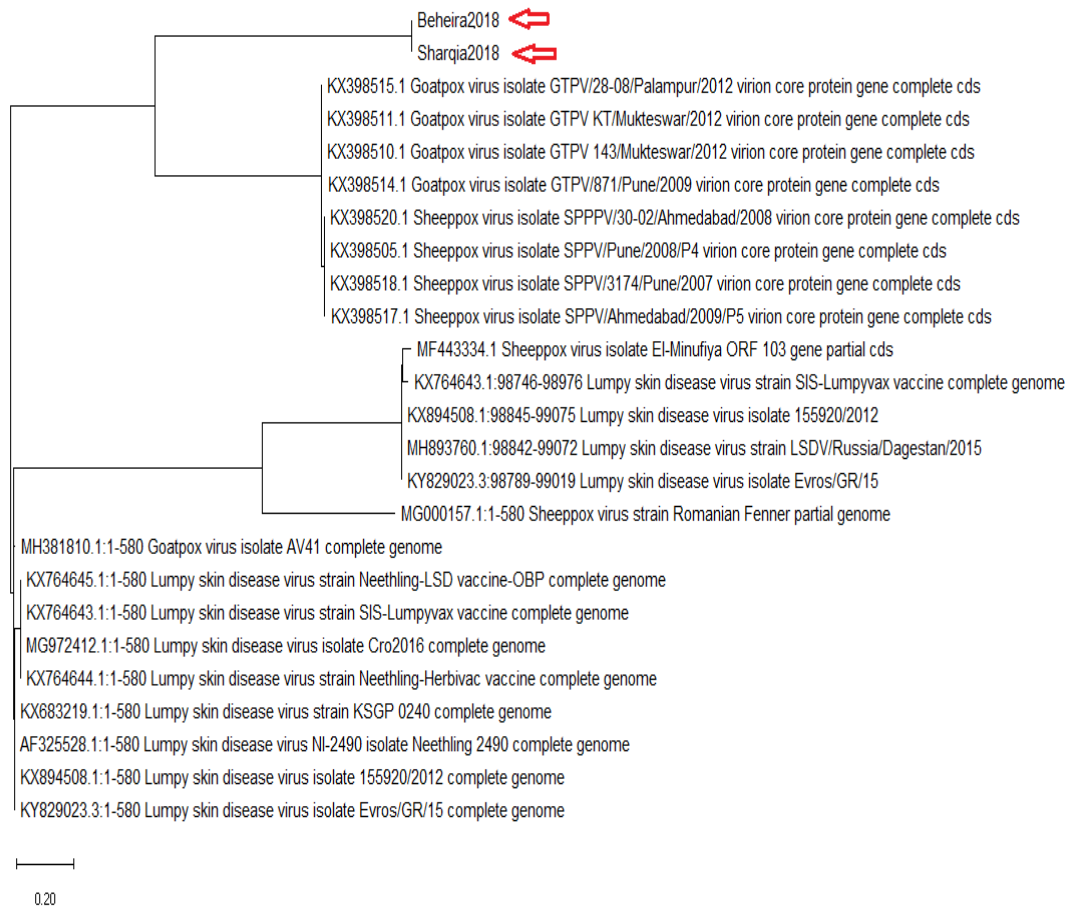 Beheira2018
Sharqia2018
KX398515.1 Goatpox virus isolate GTPV/28-08/Palampur/2012 virion core protein gene complete cds
KX398511.1 Goatpox virus isolate GTPV KT/Mukteswar/2012 virion core protein gene complete cds
KX398510.1 Goatpox virus isolate GTPV 143/Mukteswar/2012 virion core protein gene complete cds
KX398514.1 Goatpox virus isolate GTPV/871/Pune/2009 virion core protein gene complete cds
KX398520.1 Sheeppox virus isolate SPPPV/30-02/Ahmedabad/2008 virion core protein gene complete cds
KX398505.1 Sheeppox virus isolate SPPV/Pune/2008/P4 virion core protein gene complete cds
KX398518.1 Sheeppox virus isolate SPPV/3174/Pune/2007 virion core protein gene complete cds
KX398517.1 Sheeppox virus isolate SPPV/Ahmedabad/2009/P5 virion core protein gene complete cds
MF443334.1 Sheeppox virus isolate El-Minufiya ORF 103 gene partial cds
KX764643.1:98746-98976 Lumpy skin disease virus strain SIS-Lumpyvax vaccine complete genome
KX894508.1:98845-99075 Lumpy skin disease virus isolate 155920/2012
MH893760.1:98842-99072 Lumpy skin disease virus strain LSDV/Russia/Dagestan/2015
KY829023.3:98789-99019 Lumpy skin disease virus isolate Evros/GR/15
MG000157.1:1-580 Sheeppox virus strain Romanian Fenner partial genome
MH381810.1:1-580 Goatpox virus isolate AV41 complete genome
KX764645.1:1-580 Lumpy skin disease virus strain Neethling-LSD vaccine-OBP complete genome
KX764643.1:1-580 Lumpy skin disease virus strain SIS-Lumpyvax vaccine complete genome
MG972412.1:1-580 Lumpy skin disease virus isolate Cro2016 complete genome
KX764644.1:1-580 Lumpy skin disease virus strain Neethling-Herbivac vaccine complete genome
KX683219.1:1-580 Lumpy skin disease virus strain KSGP 0240 complete genome
AF325528.1:1-580 Lumpy skin disease virus NI-2490 isolate Neethling 2490 complete genome
KX894508.1:1-580 Lumpy skin disease virus isolate 155920/2012 complete genome
KY829023.3:1-580 Lumpy skin disease virus isolate Evros/GR/15 complete genome
0.20